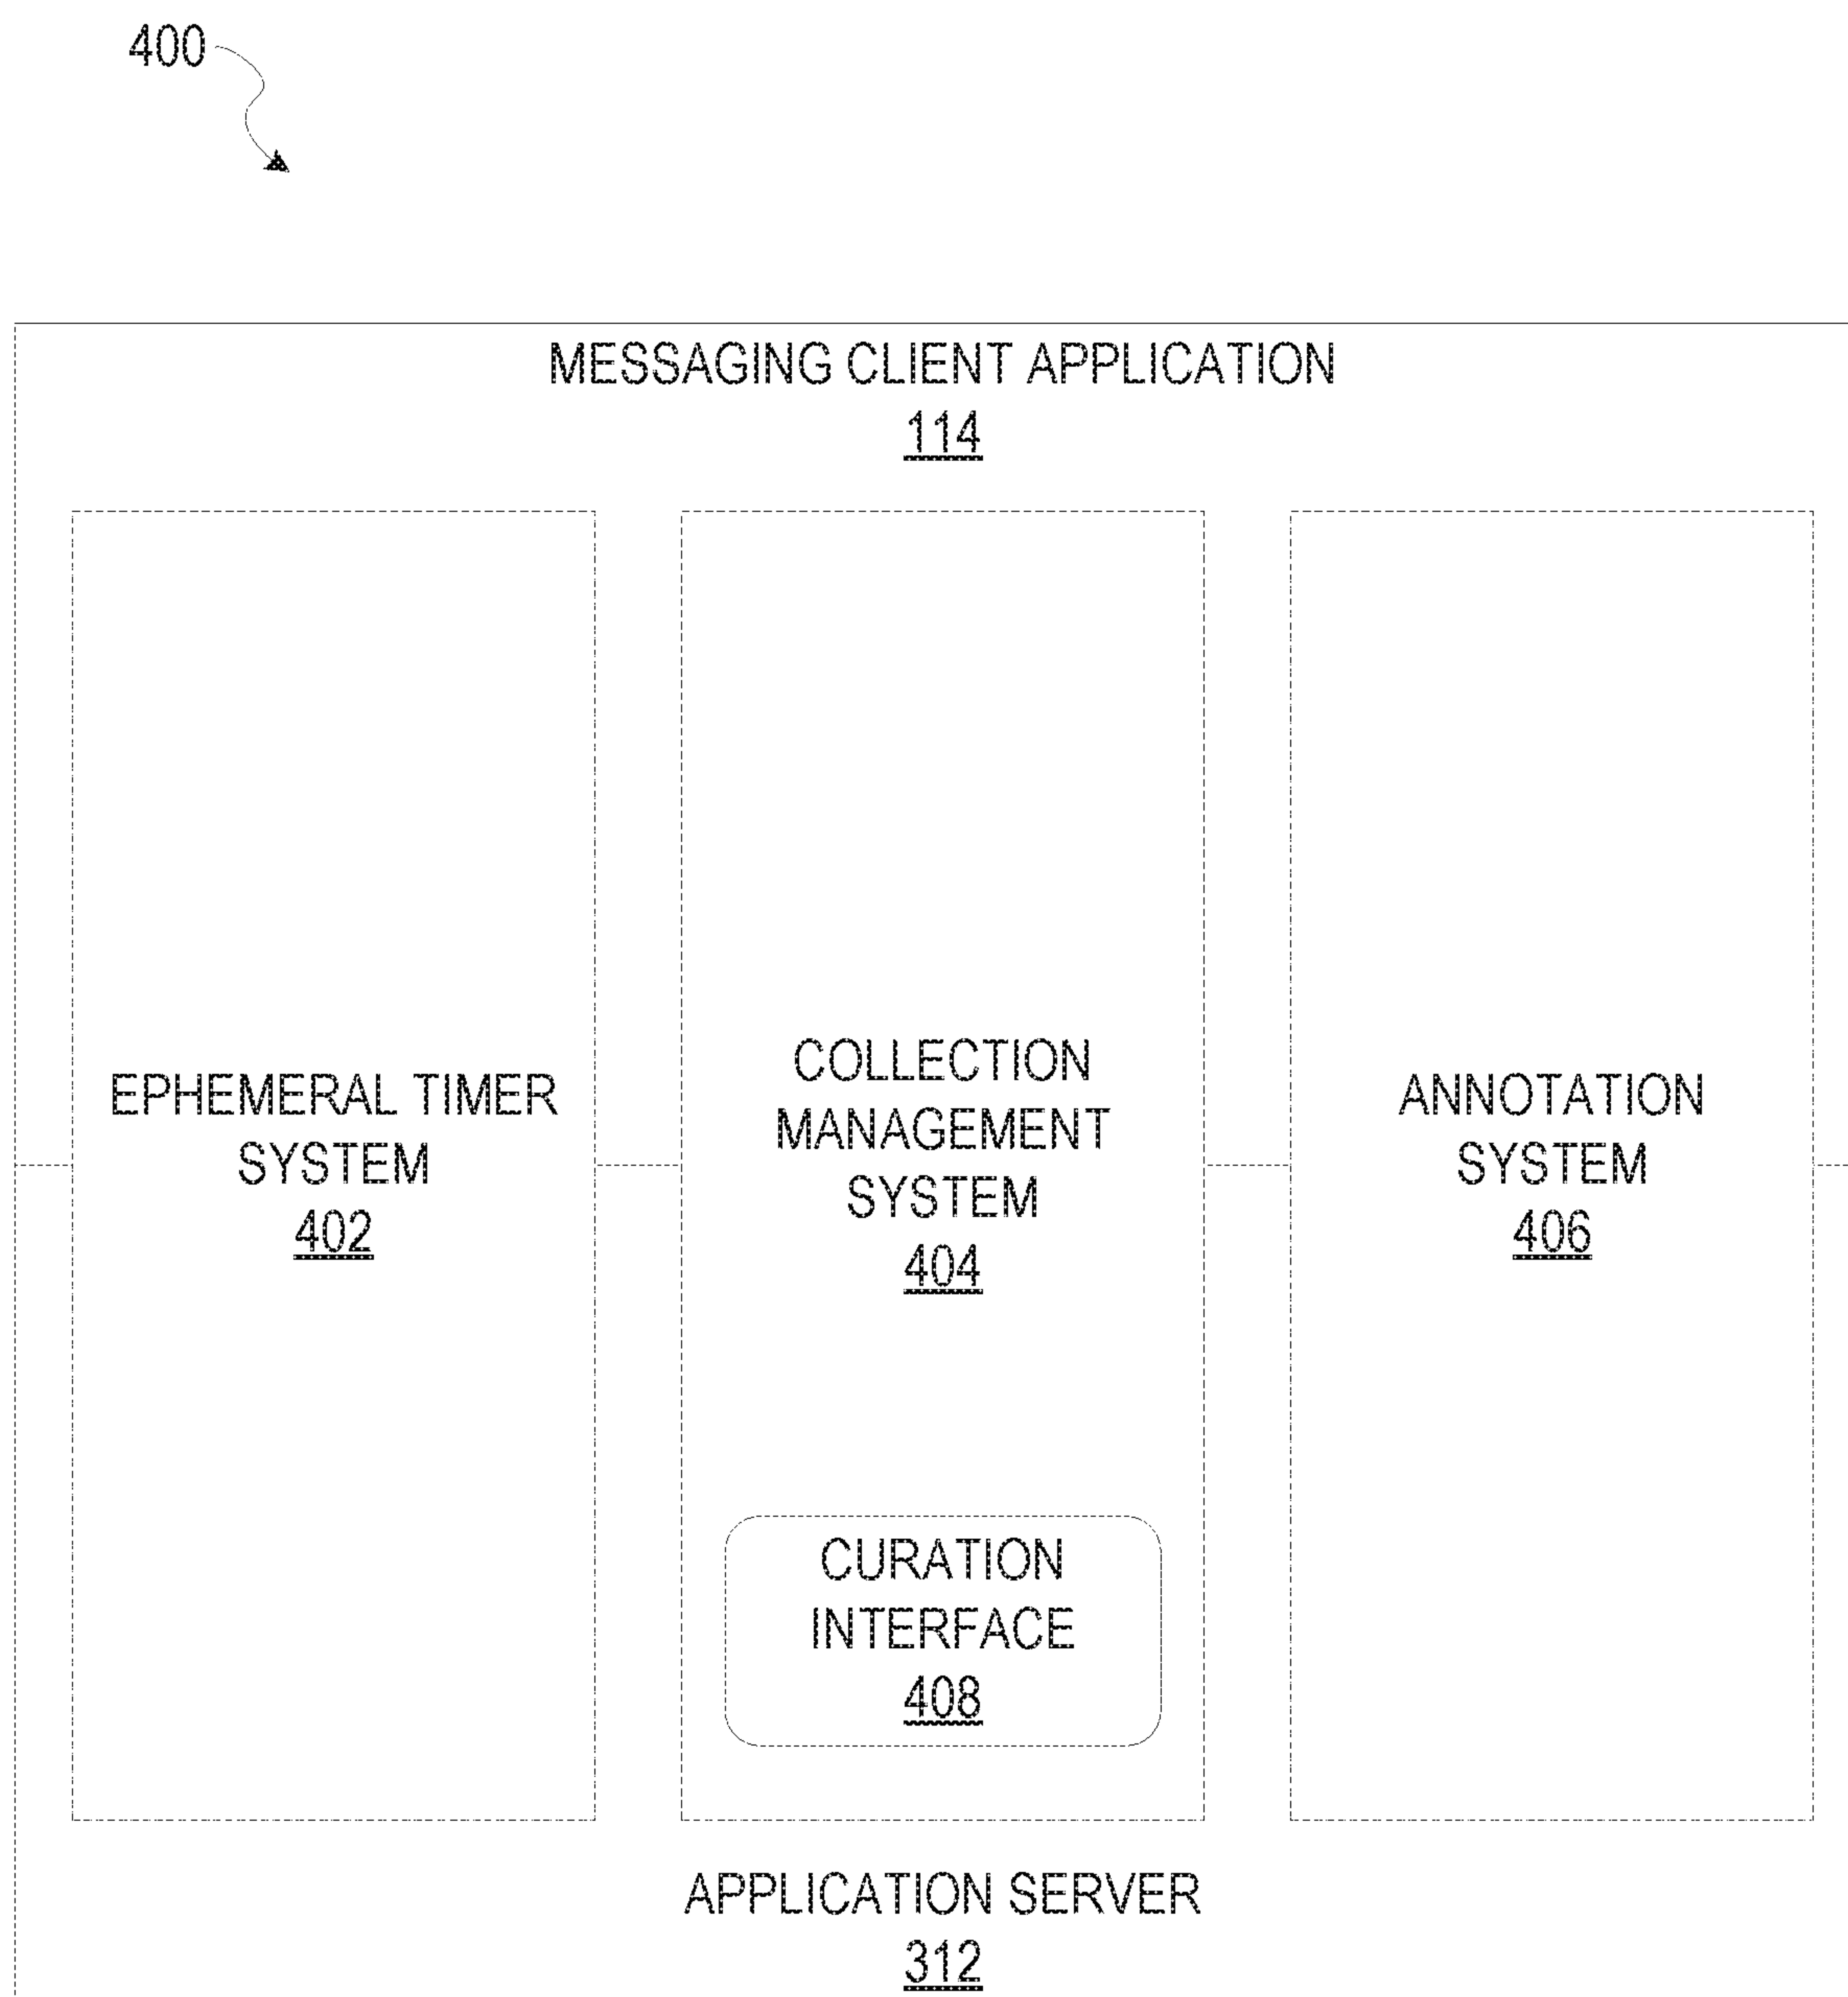 400
MESSAGING CLIENT APPLICATION
114
EPHEMERAL TIMER
SYSTEM
402
COLLECTION
MANAGEMENT
SYSTEM
404
ANNOTATION
SYSTEM
406
CURATION
INTERFACE
408
APPLICATION SERVER
312